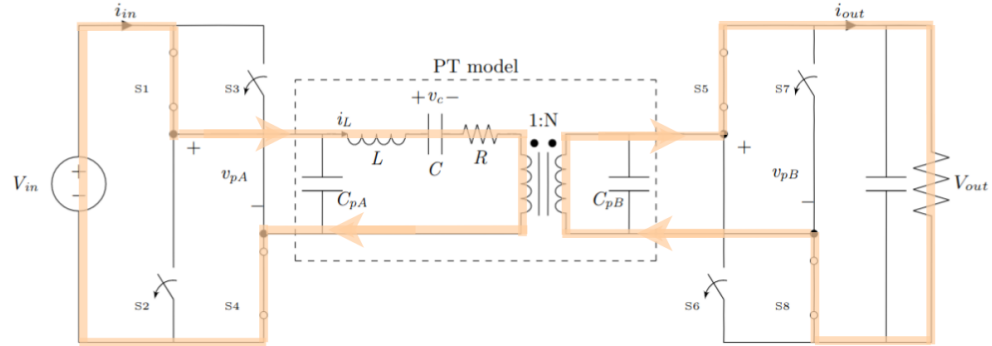 i_in
i_out
PT model
S1
S3
+v_c−
S5
S7
i_L
1:N
+
L
C
R
+
V_in
+
−
v_pA
C_pA
C_pB
v_pB
V_out
−
−
S2
S4
S6
S8